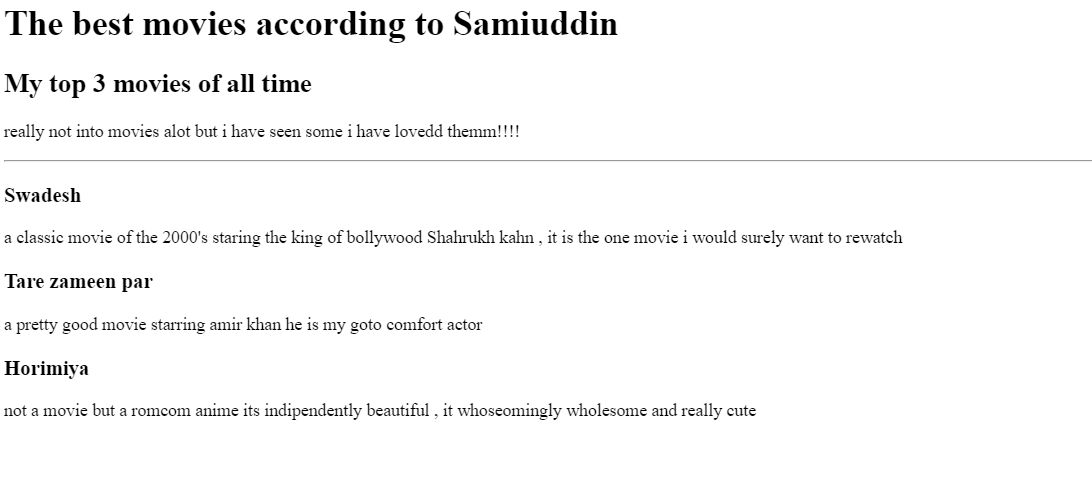 The best movies according to Samiuddin
My top 3 movies of all time
really not into movies alot but i have seen some i have lovedd themm!!!!
Swadesh
a classic movie of the 2000's staring the king of bollywood Shahrukh kahn , it is the one movie i would surely want to rewatch
Tare zameen par
a pretty good movie starring amir khan he is my goto comfort actor
Horimiya
not a movie but a romcom anime its indipendently beautiful , it whoseomingly wholesome and really cute